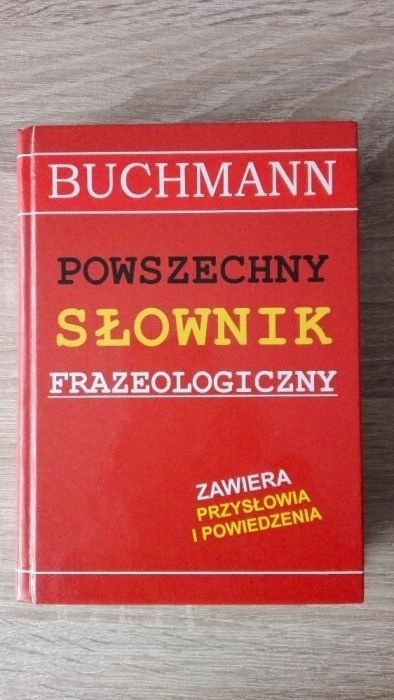 BUCHMANN
POWSZECHNY
SŁOWNIK
FRAZEOLOGICZNY
ZAWIERA
PRZYSŁOWIA
I POWIEDZENIA